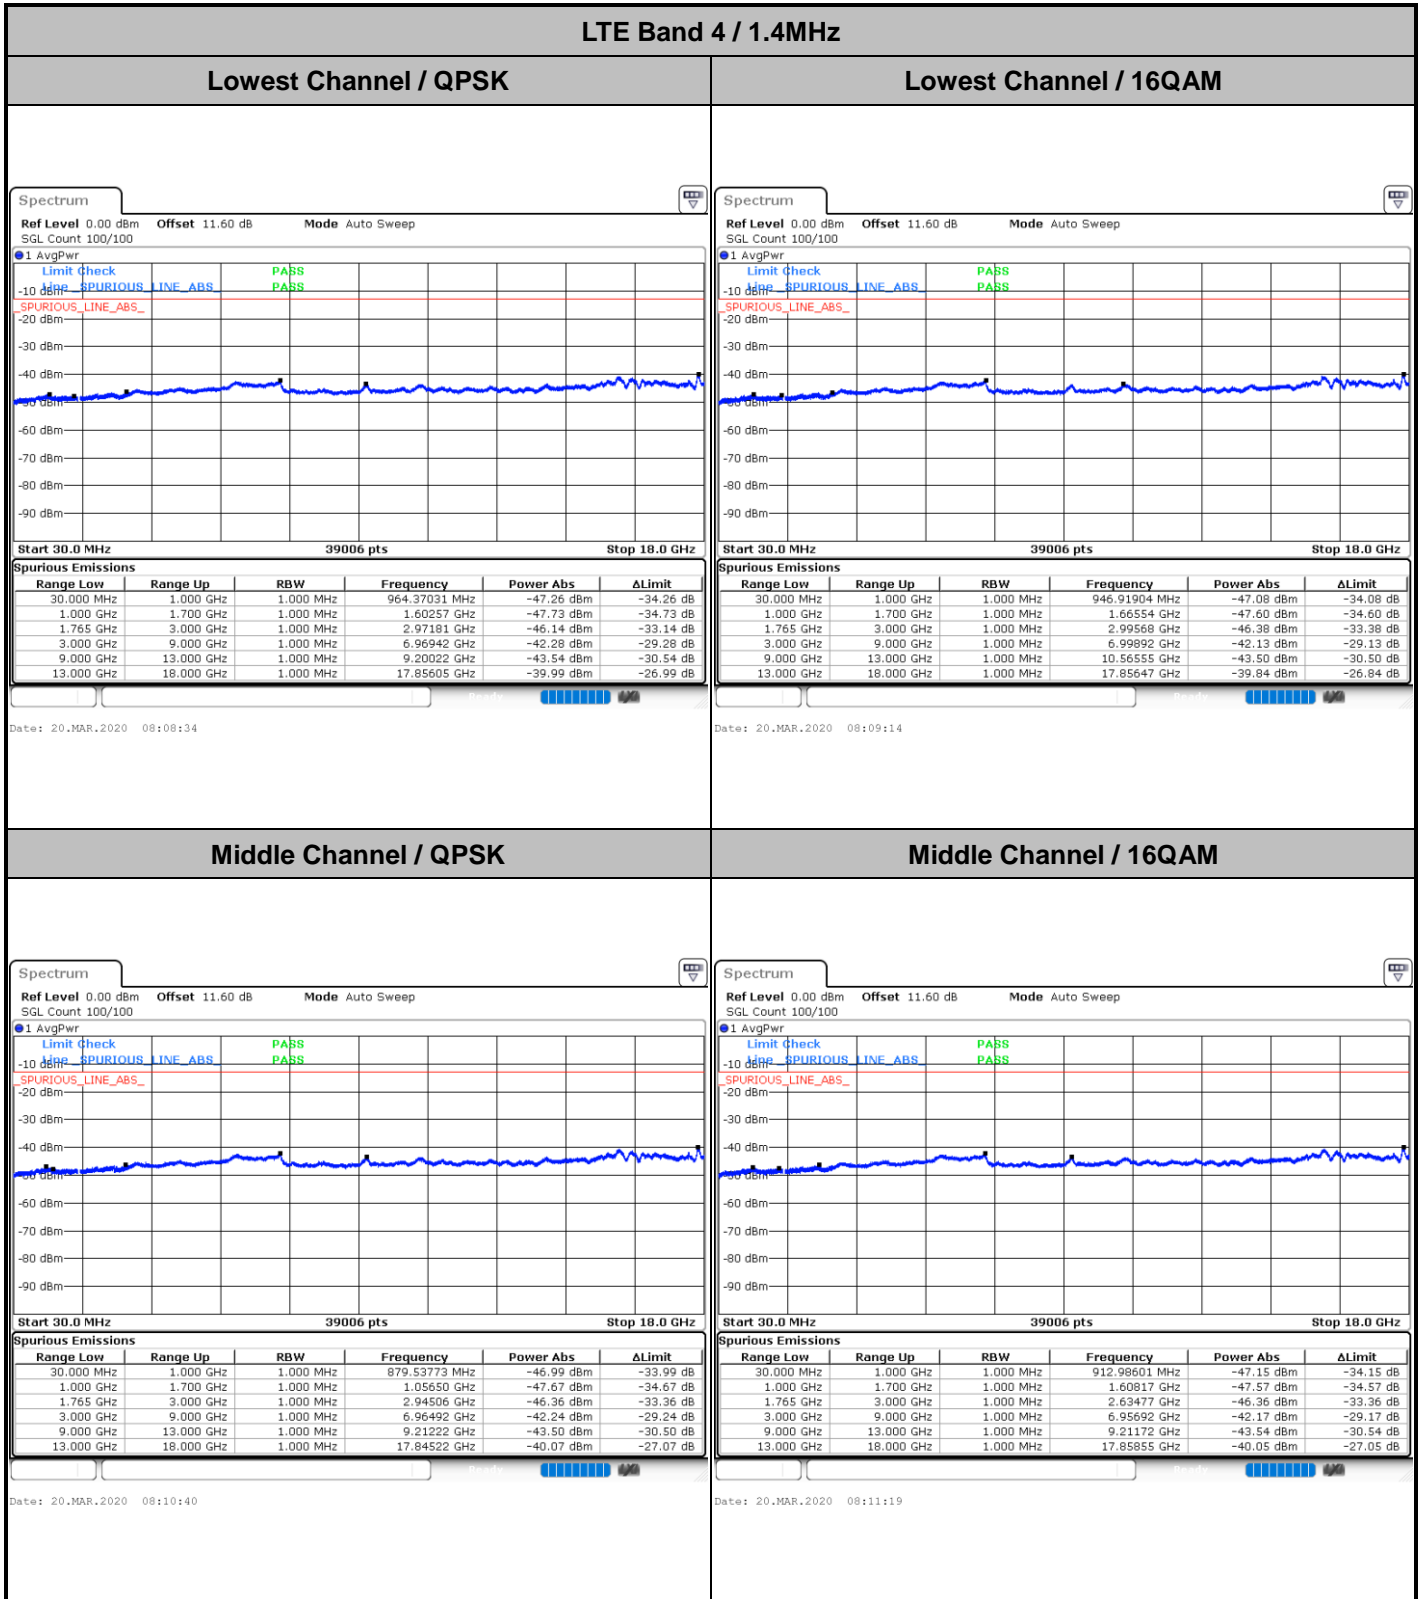 LTE Band 4 / 1.4MHz
Lowest Channel / QPSK
Lowest Channel / 16QAM
Spectrum
Ref Level 0.00 dBm Offset 11.60 dB Mode Auto Sweep
SGL Count 100/100
1 AvgPwr
Limit Check PASS
Line _SPURIOUS_LINE_ABS_ PASS
-10 dBm
_SPURIOUS_LINE_ABS_
-20 dBm
-30 dBm
-40 dBm
-50 dBm
-60 dBm
-70 dBm
-80 dBm
-90 dBm
Start 30.0 MHz 39006 pts Stop 18.0 GHz
Spurious Emissions
Range Low Range Up RBW Frequency Power Abs ΔLimit
30.000 MHz 1.000 GHz 1.000 MHz 964.37031 MHz -47.26 dBm -34.26 dB
1.000 GHz 1.700 GHz 1.000 MHz 1.60257 GHz -47.73 dBm -34.73 dB
1.765 GHz 3.000 GHz 1.000 MHz 2.97181 GHz -46.14 dBm -33.14 dB
3.000 GHz 9.000 GHz 1.000 MHz 6.96942 GHz -42.28 dBm -29.28 dB
9.000 GHz 13.000 GHz 1.000 MHz 9.20022 GHz -43.54 dBm -30.54 dB
13.000 GHz 18.000 GHz 1.000 MHz 17.85605 GHz -39.99 dBm -26.99 dB
Ready
Date: 20.MAR.2020 08:08:34
Spectrum
Ref Level 0.00 dBm Offset 11.60 dB Mode Auto Sweep
SGL Count 100/100
1 AvgPwr
Limit Check PASS
Line _SPURIOUS_LINE_ABS_ PASS
-10 dBm
_SPURIOUS_LINE_ABS_
-20 dBm
-30 dBm
-40 dBm
-50 dBm
-60 dBm
-70 dBm
-80 dBm
-90 dBm
Start 30.0 MHz 39006 pts Stop 18.0 GHz
Spurious Emissions
Range Low Range Up RBW Frequency Power Abs ΔLimit
30.000 MHz 1.000 GHz 1.000 MHz 946.91904 MHz -47.08 dBm -34.08 dB
1.000 GHz 1.700 GHz 1.000 MHz 1.66554 GHz -47.60 dBm -34.60 dB
1.765 GHz 3.000 GHz 1.000 MHz 2.99568 GHz -46.38 dBm -33.38 dB
3.000 GHz 9.000 GHz 1.000 MHz 6.99892 GHz -42.13 dBm -29.13 dB
9.000 GHz 13.000 GHz 1.000 MHz 10.56555 GHz -43.50 dBm -30.50 dB
13.000 GHz 18.000 GHz 1.000 MHz 17.85647 GHz -39.84 dBm -26.84 dB
Ready
Date: 20.MAR.2020 08:09:14
Middle Channel / QPSK
Middle Channel / 16QAM
Spectrum
Ref Level 0.00 dBm Offset 11.60 dB Mode Auto Sweep
SGL Count 100/100
1 AvgPwr
Limit Check PASS
Line _SPURIOUS_LINE_ABS_ PASS
-10 dBm
_SPURIOUS_LINE_ABS_
-20 dBm
-30 dBm
-40 dBm
-50 dBm
-60 dBm
-70 dBm
-80 dBm
-90 dBm
Start 30.0 MHz 39006 pts Stop 18.0 GHz
Spurious Emissions
Range Low Range Up RBW Frequency Power Abs ΔLimit
30.000 MHz 1.000 GHz 1.000 MHz 879.53773 MHz -46.99 dBm -33.99 dB
1.000 GHz 1.700 GHz 1.000 MHz 1.05650 GHz -47.67 dBm -34.67 dB
1.765 GHz 3.000 GHz 1.000 MHz 2.94506 GHz -46.36 dBm -33.36 dB
3.000 GHz 9.000 GHz 1.000 MHz 6.96492 GHz -42.24 dBm -29.24 dB
9.000 GHz 13.000 GHz 1.000 MHz 9.21222 GHz -43.50 dBm -30.50 dB
13.000 GHz 18.000 GHz 1.000 MHz 17.84522 GHz -40.07 dBm -27.07 dB
Ready
Date: 20.MAR.2020 08:10:40
Spectrum
Ref Level 0.00 dBm Offset 11.60 dB Mode Auto Sweep
SGL Count 100/100
1 AvgPwr
Limit Check PASS
Line _SPURIOUS_LINE_ABS_ PASS
-10 dBm
_SPURIOUS_LINE_ABS_
-20 dBm
-30 dBm
-40 dBm
-50 dBm
-60 dBm
-70 dBm
-80 dBm
-90 dBm
Start 30.0 MHz 39006 pts Stop 18.0 GHz
Spurious Emissions
Range Low Range Up RBW Frequency Power Abs ΔLimit
30.000 MHz 1.000 GHz 1.000 MHz 912.98601 MHz -47.15 dBm -34.15 dB
1.000 GHz 1.700 GHz 1.000 MHz 1.60817 GHz -47.57 dBm -34.57 dB
1.765 GHz 3.000 GHz 1.000 MHz 2.63477 GHz -46.36 dBm -33.36 dB
3.000 GHz 9.000 GHz 1.000 MHz 6.95692 GHz -42.17 dBm -29.17 dB
9.000 GHz 13.000 GHz 1.000 MHz 9.21172 GHz -43.54 dBm -30.54 dB
13.000 GHz 18.000 GHz 1.000 MHz 17.85855 GHz -40.05 dBm -27.05 dB
Ready
Date: 20.MAR.2020 08:11:19